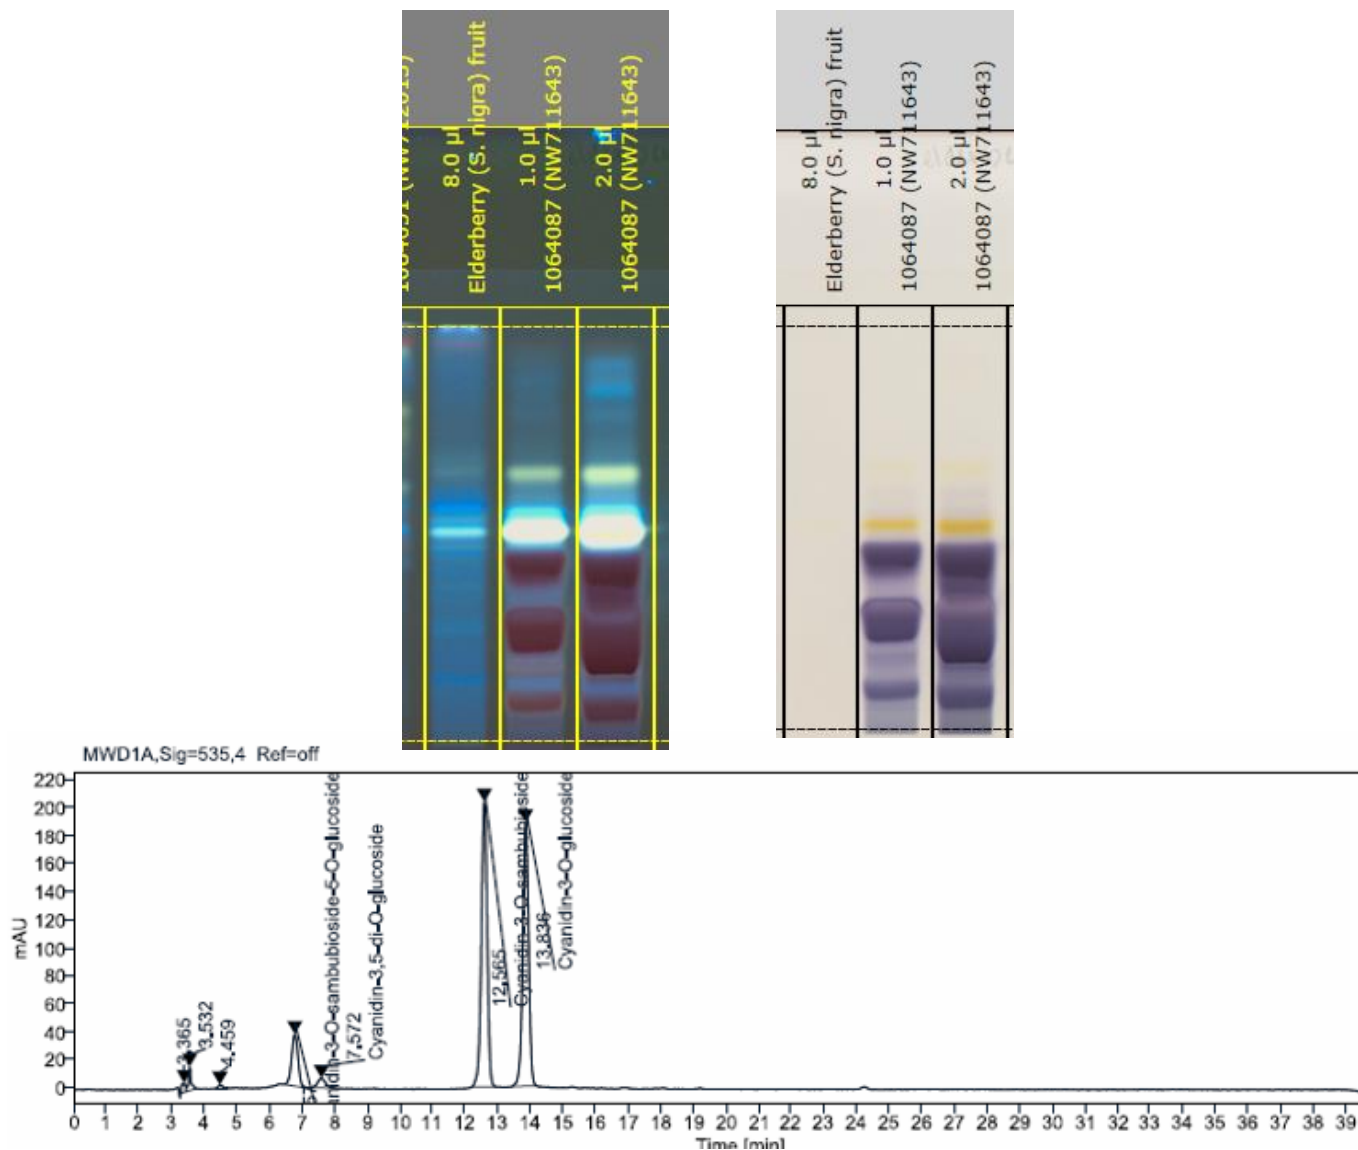 8.0 µl
Elderberry (S. nigra) fruit
1.0 µl
1064087 (NW711643)
2.0 µl
1064087 (NW711643)
8.0 µl
Elderberry (S. nigra) fruit
1.0 µl
1064087 (NW711643)
2.0 µl
1064087 (NW711643)
MWD1A,Sig=535,4 Ref=off
mAU
220
200
180
160
140
120
100
80
60
40
20
0
3.365
3.532
4.459
anidin-3-O-sambubioside-5-O-glucoside
7.572
Cyanidin-3,5-di-O-glucoside
12.565
Cyanidin-3-O-sambubioside
13.836
Cyanidin-3-O-glucoside
0 1 2 3 4 5 6 7 8 9 10 11 12 13 14 15 16 17 18 19 20 21 22 23 24 25 26 27 28 29 30 31 32 33 34 35 36 37 38 39
Time [min]